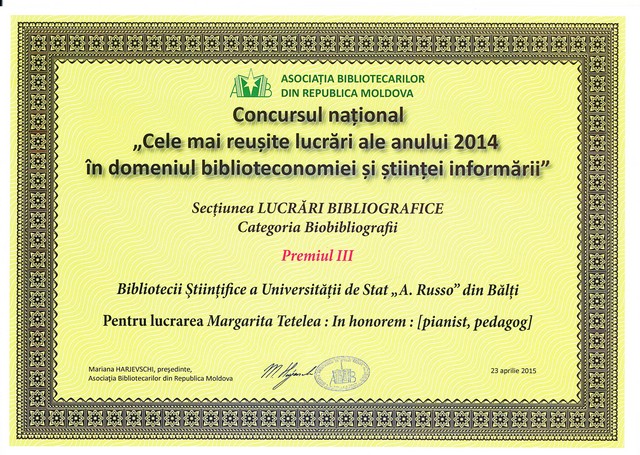 ASOCIAȚIA BIBLIOTECARILOR
DIN REPUBLICA MOLDOVA
Concursul național
„Cele mai reușite lucrări ale anului 2014
în domeniul biblioteconomiei și științei informării”
Secțiunea LUCRĂRI BIBLIOGRAFICE
Categoria Biobibliografii
Premiul III
Bibliotecii Științifice a Universității de Stat „A. Russo” din Bălți
Pentru lucrarea Margarita Tetelea : In honorem : [pianist, pedagog]
Mariana HARJEVSCHI, președinte,
Asociația Bibliotecarilor din Republica Moldova
23 aprilie 2015